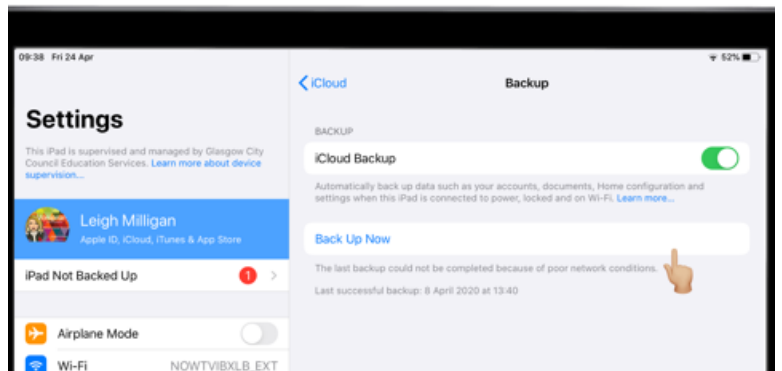 09:38 Fri 24 Apr
52%
iCloud
Backup
Settings
This iPad is supervised and managed by Glasgow City
Council Education Services. Learn more about device
supervision...
Leigh Milligan
Apple ID, iCloud, iTunes & App Store
iPad Not Backed Up 1
Airplane Mode
Wi-Fi NOWTVIBXLB_EXT
BACKUP
iCloud Backup
Automatically back up data such as your accounts, documents, Home configuration and
settings when this iPad is connected to power, locked and on Wi-Fi. Learn more...
Back Up Now
The last backup could not be completed because of poor network conditions.
Last successful backup: 8 April 2020 at 13:40